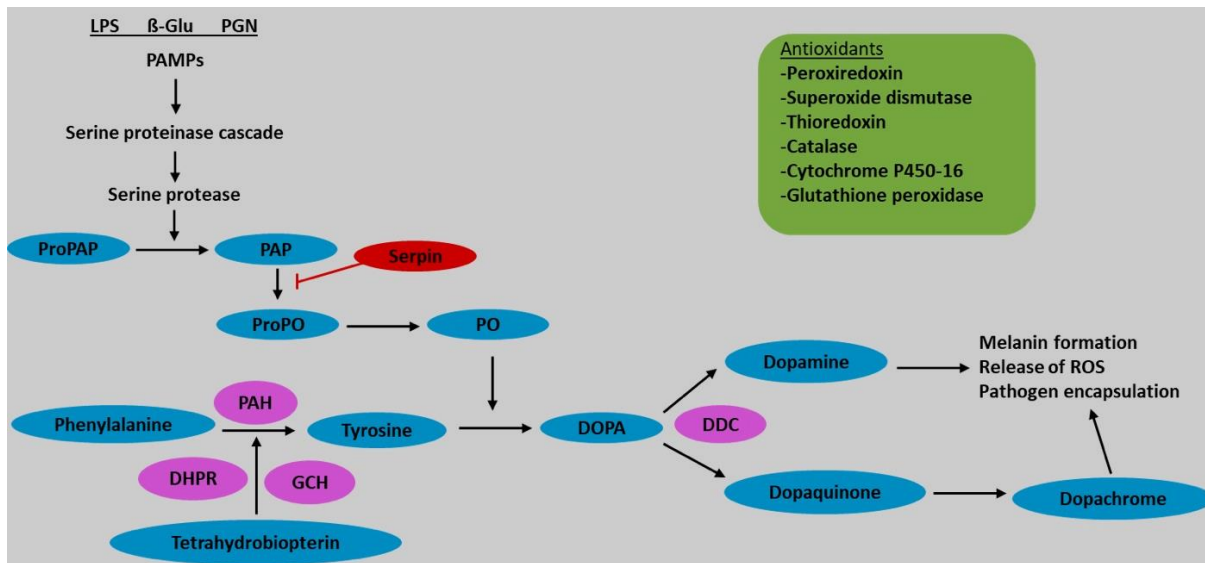 LPS ß-Glu PGN
PAMPs
Serine proteinase cascade
Serine protease
ProPAP
PAP
Serpin
ProPO
PO
Antioxidants
-Peroxiredoxin
-Superoxide dismutase
-Thioredoxin
-Catalase
-Cytochrome P450-16
-Glutathione peroxidase
Phenylalanine
PAH
Tyrosine
DHPR
GCH
Tetrahydrobiopterin
DOPA
DDC
Dopamine
Dopaquinone
Dopachrome
Melanin formation
Release of ROS
Pathogen encapsulation